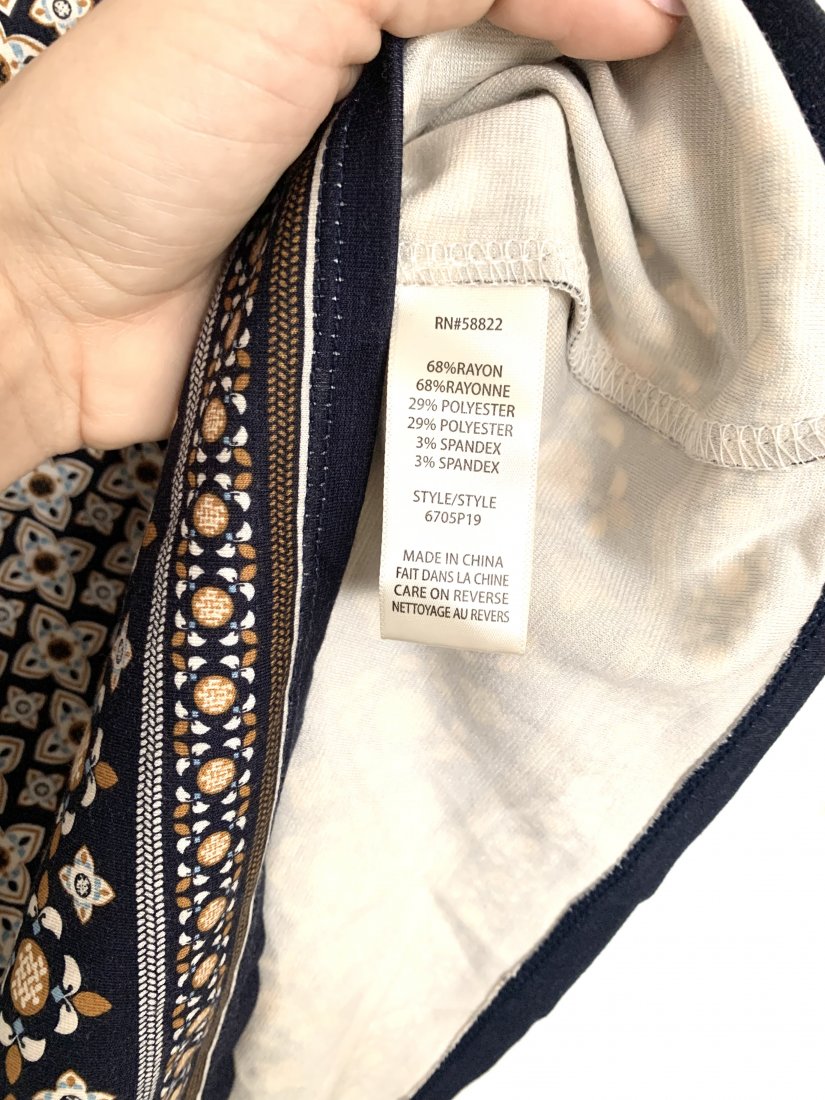 RN#58822
68%RAYON
68%RAYONNE
29% POLYESTER
29% POLYESTER
3% SPANDEX
3% SPANDEX
STYLE/STYLE
6705P19
MADE IN CHINA
FAIT DANS LA CHINE
CARE ON REVERSE
NETTOYAGE AU REVERS